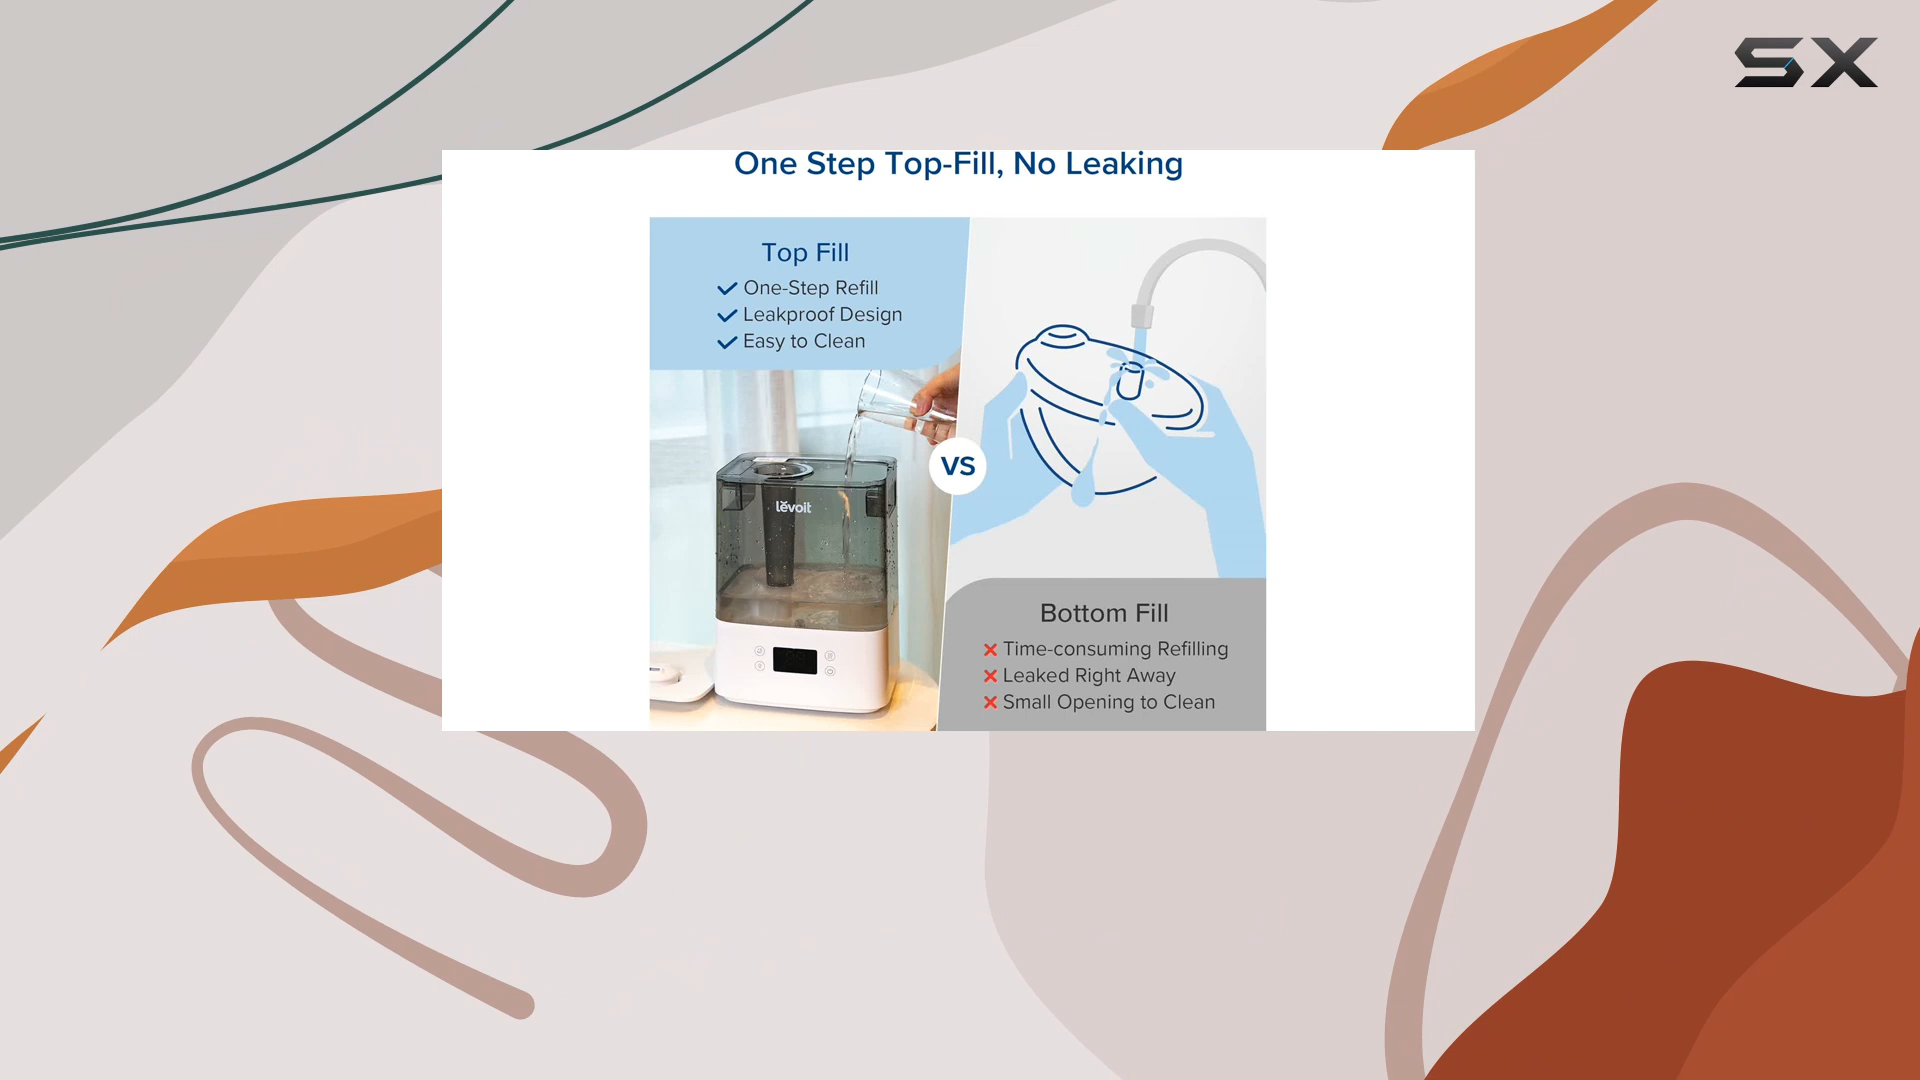 SX
One Step Top-Fill, No Leaking
Top Fill
One-Step Refill
Leakproof Design
Easy to Clean
levoit
VS
Bottom Fill
Time-consuming Refilling
Leaked Right Away
Small Opening to Clean